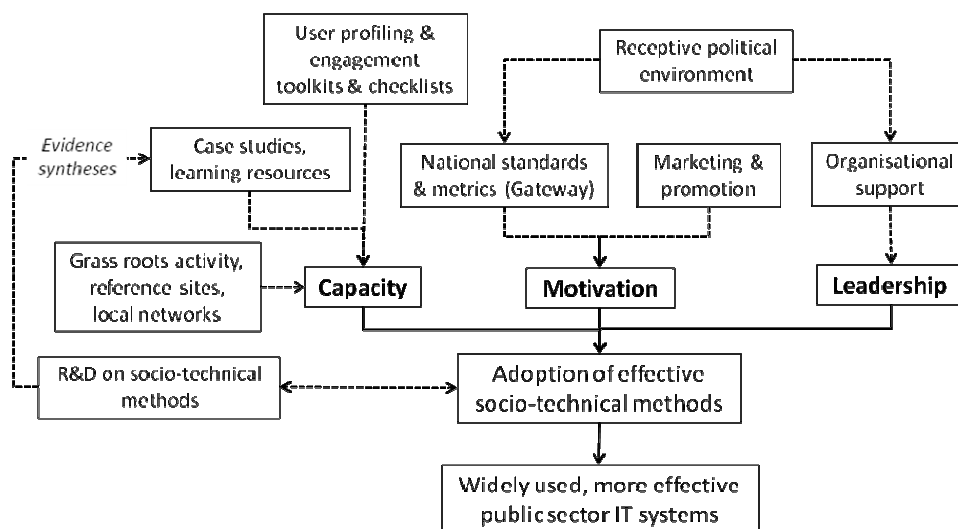 User profiling &
engagement
toolkits & checklists
Receptive political
environment
Evidence
syntheses
Case studies,
learning resources
National standards
& metrics (Gateway)
Marketing &
promotion
Organisational
support
Grass roots activity,
reference sites,
local networks
Capacity
Motivation
Leadership
R&D on socio-technical
methods
Adoption of effective
socio-technical methods
Widely used, more effective
public sector IT systems